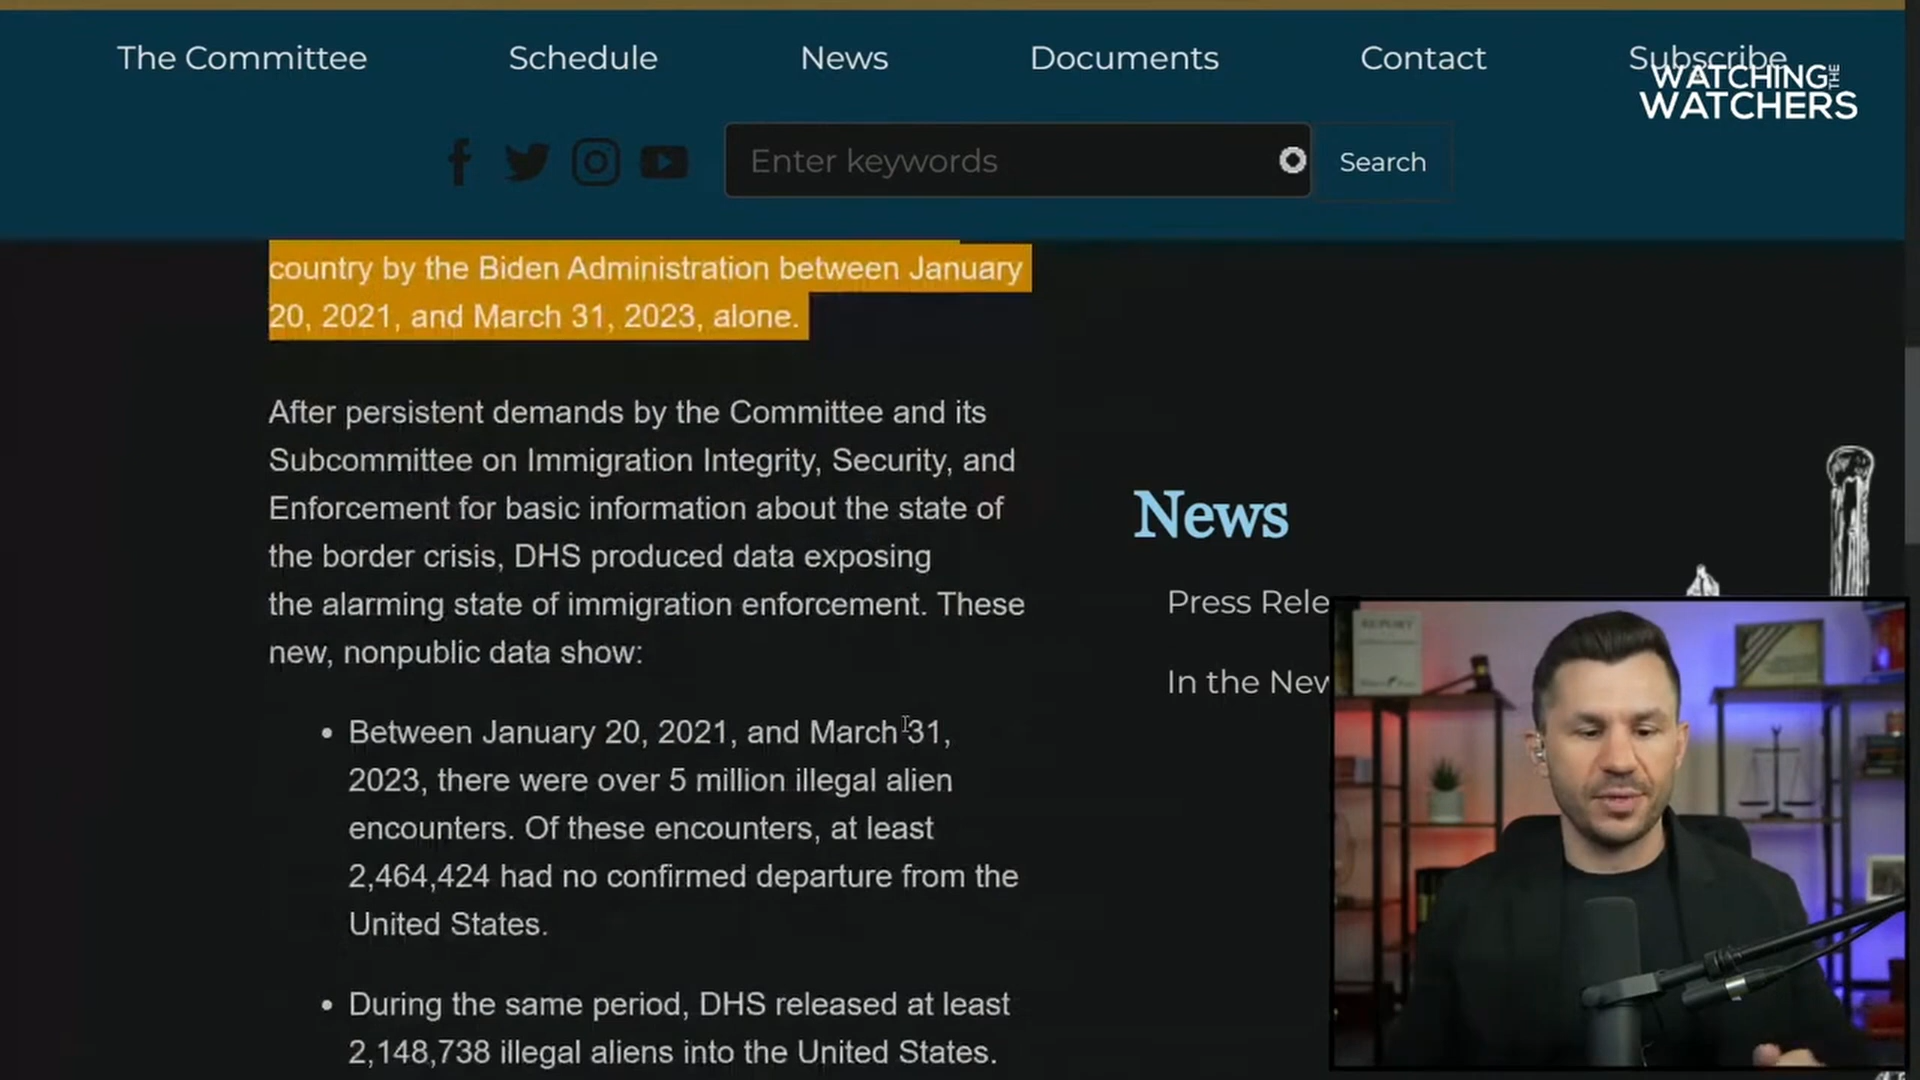 The Committee
Schedule
News
Documents
Contact
Subscribe
WATCHING THE
WATCHERS
Enter keywords
Search
country by the Biden Administration between January
20, 2021, and March 31, 2023, alone.
After persistent demands by the Committee and its
Subcommittee on Immigration Integrity, Security, and
Enforcement for basic information about the state of
the border crisis, DHS produced data exposing
the alarming state of immigration enforcement. These
new, nonpublic data show:
• Between January 20, 2021, and March 31,
2023, there were over 5 million illegal alien
encounters. Of these encounters, at least
2,464,424 had no confirmed departure from the
United States.
• During the same period, DHS released at least
2,148,738 illegal aliens into the United States.
News
Press Rele
In the New
REPORT